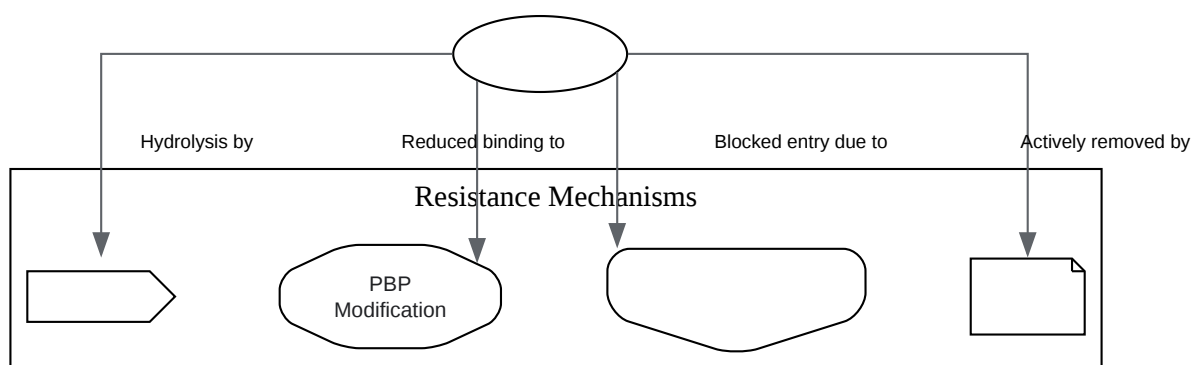 Hydrolysis by
Reduced binding to
Blocked entry due to
Actively removed by
Resistance Mechanisms
PBP
Modification